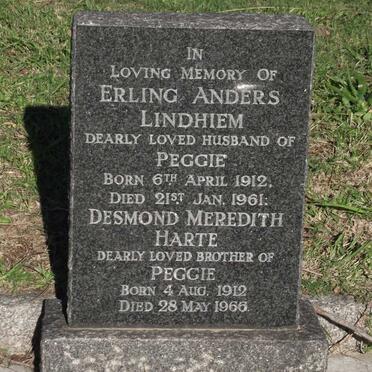 IN
LOVING MEMORY OF
ERLING ANDERS
LINDHIEM
DEARLY LOVED HUSBAND OF
PEGGIE
BORN 6TH APRIL 1912.
DIED 21ST JAN. 1961.
DESMOND MEREDITH
HARTE
DEARLY LOVED BROTHER OF
PEGGIE
BORN 4 AUG. 1912
DIED 28 MAY 1966